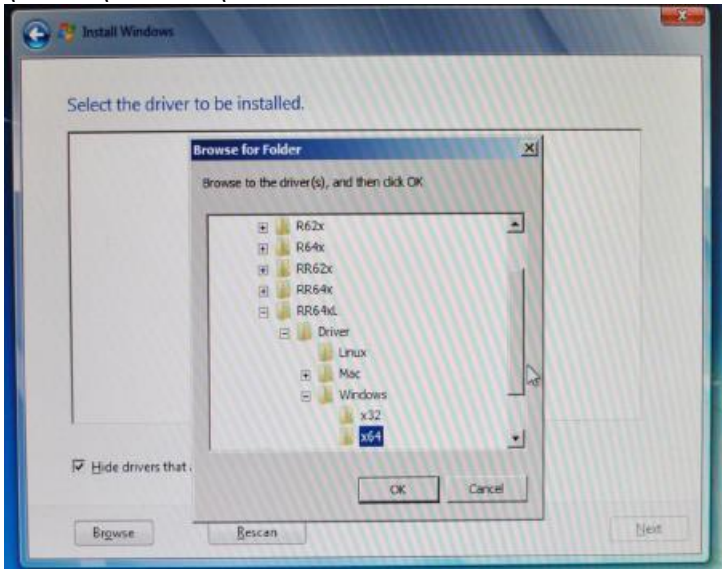 Install Windows
Select the driver to be installed.
Browse for Folder
Browse to the driver(s), and then click OK
R62x
R64x
RR62x
RR64x
RR64xL
Driver
Linux
Mac
Windows
x32
x64
Hide drivers that
OK
Cancel
Browse
Rescan
Next